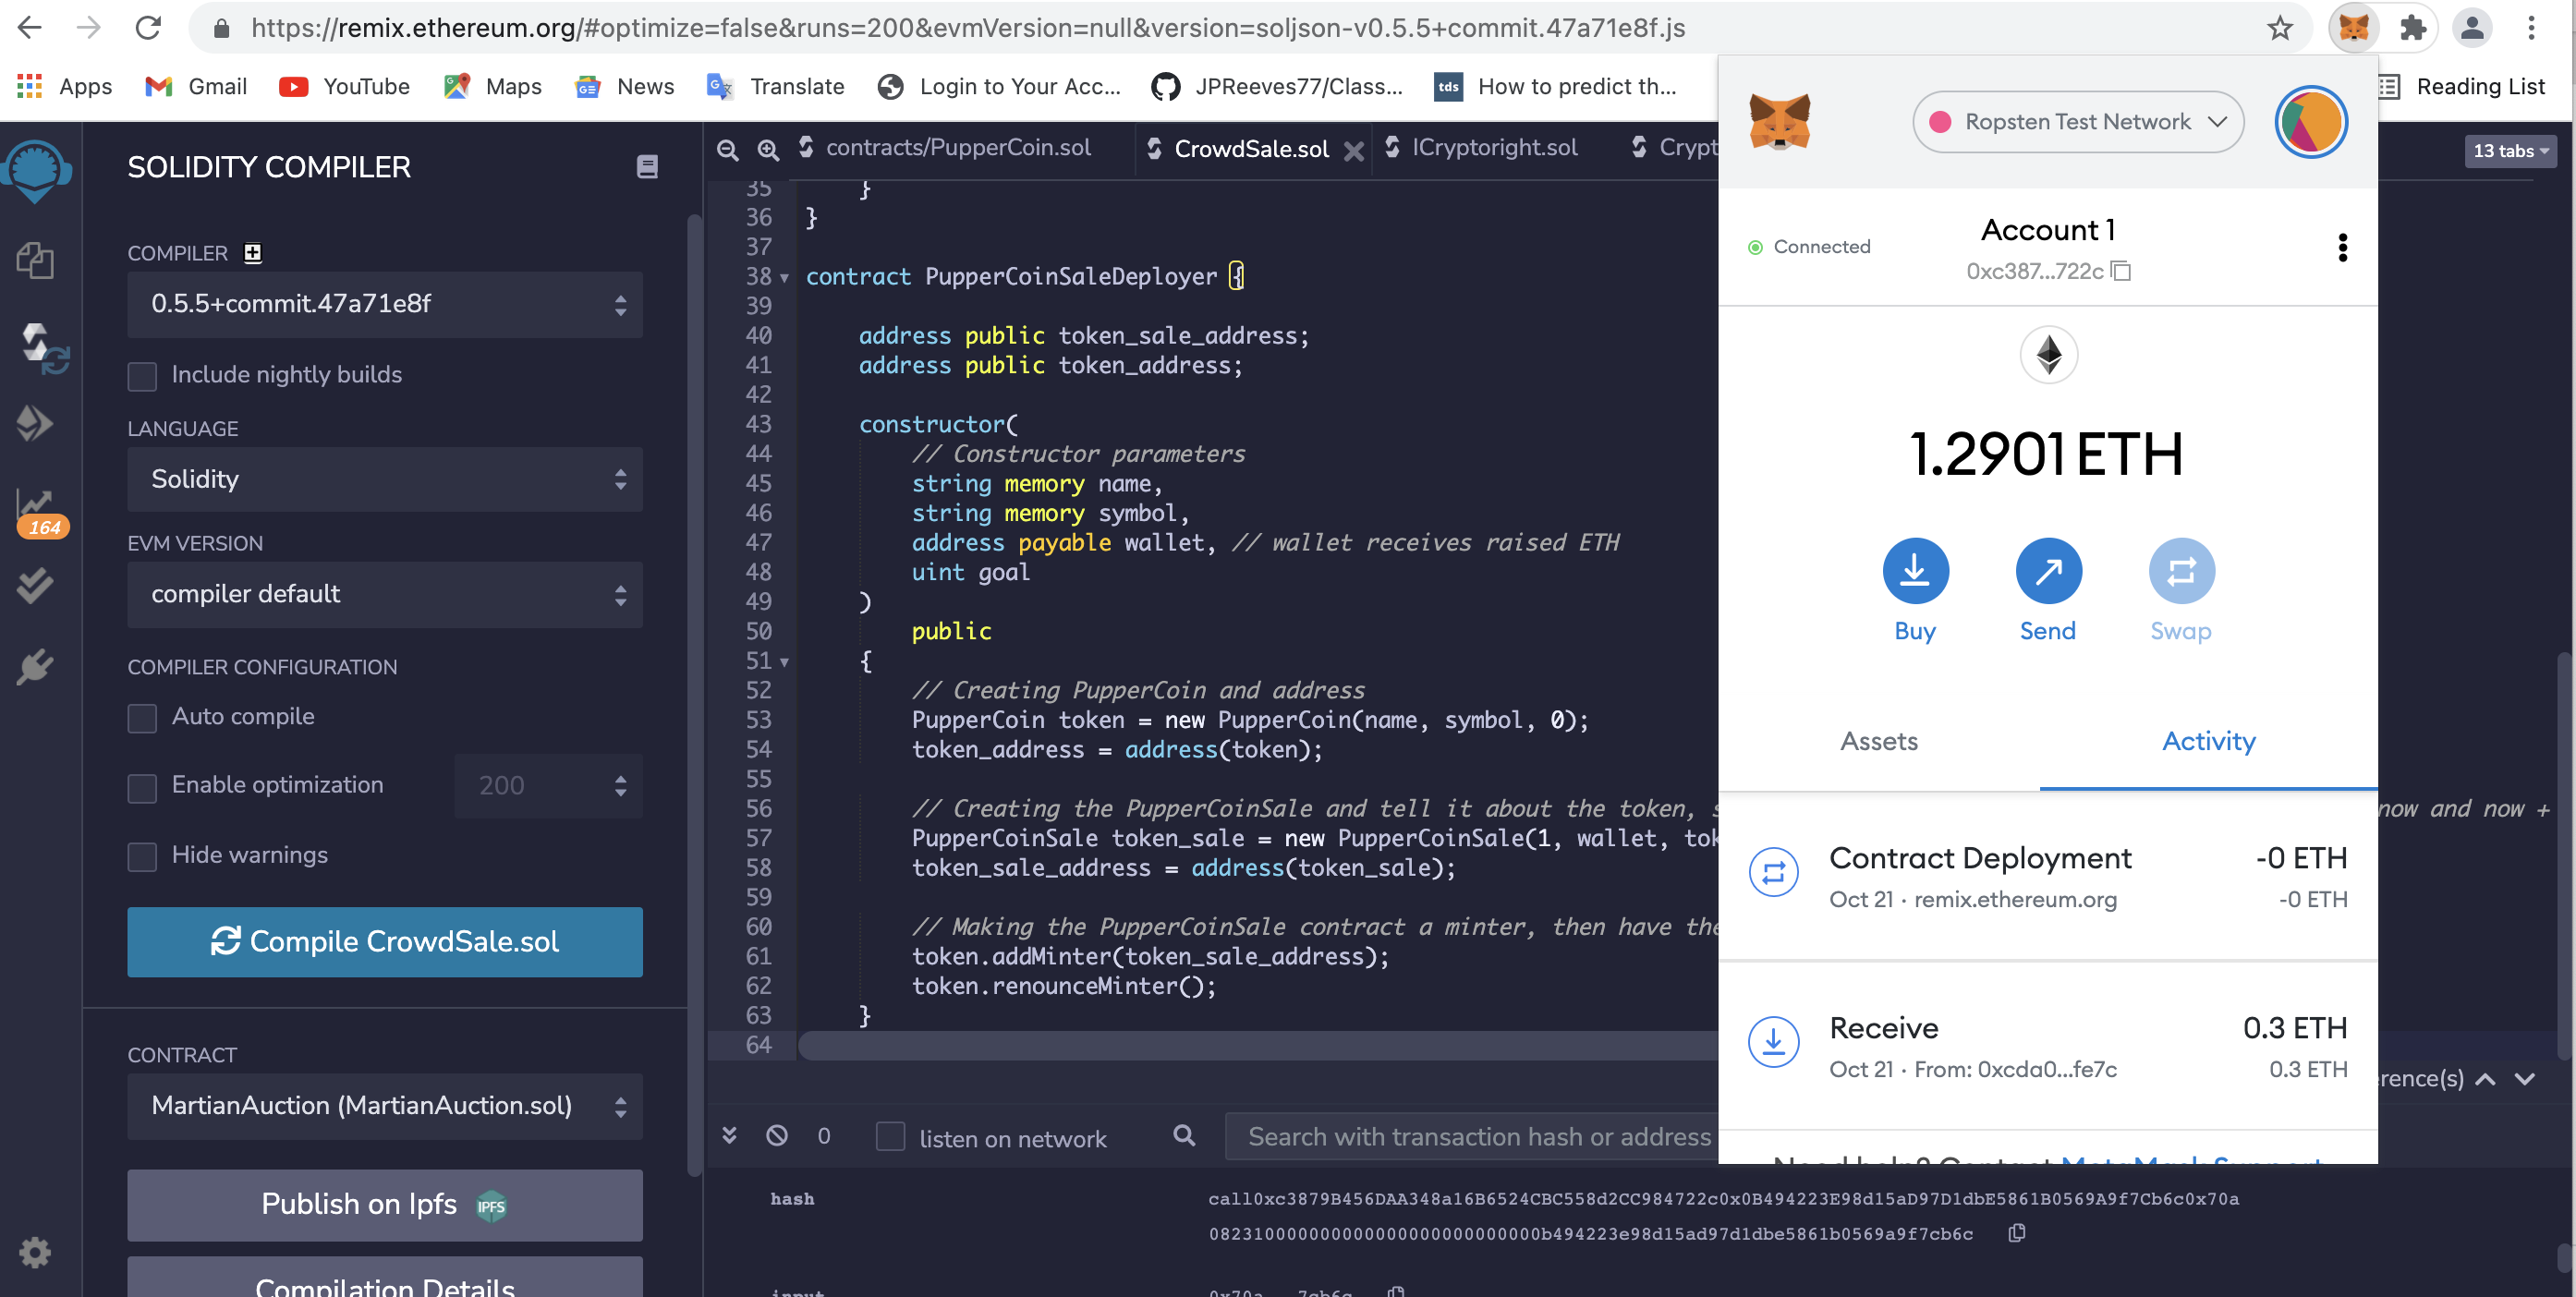 https://remix.ethereum.org/#optimize=false&runs=200&evmVersion=null&version=soljson-v0.5.5+commit.47a71e8f.js
Apps Gmail YouTube Maps News Translate Login to Your Acc... JPReeves77/Class... tds How to predict th... Reading List
SOLIDITY COMPILER
COMPILER
0.5.5+commit.47a71e8f
Include nightly builds
LANGUAGE
Solidity
EVM VERSION
compiler default
COMPILER CONFIGURATION
Auto compile
Enable optimization 200
Hide warnings
Compile CrowdSale.sol
CONTRACT
MartianAuction (MartianAuction.sol)
Publish on Ipfs IPFS
Compilation Details
164
contracts/PupperCoin.sol CrowdSale.sol ICryptoright.sol Crypt 13 tabs
35 }
36 }
37
38 contract PupperCoinSaleDeployer {
39
40 address public token_sale_address;
41 address public token_address;
42
43 constructor(
44 // Constructor parameters
45 string memory name,
46 string memory symbol,
47 address payable wallet, // wallet receives raised ETH
48 uint goal
49 )
50 public
51 {
52 // Creating PupperCoin and address
53 PupperCoin token = new PupperCoin(name, symbol, 0);
54 token_address = address(token);
55
56 // Creating the PupperCoinSale and tell it about the token, s now and now +
57 PupperCoinSale token_sale = new PupperCoinSale(1, wallet, tok
58 token_sale_address = address(token_sale);
59
60 // Making the PupperCoinSale contract a minter, then have the
61 token.addMinter(token_sale_address);
62 token.renounceMinter();
63 }
64
rence(s)
0 listen on network Search with transaction hash or address
hash call0xc3879B456DAA348a16B6524CBC558d2CC984722c0x0B494223E98d15aD97D1dbE5861B0569A9f7Cb6c0x70a
08231000000000000000000000000b494223e98d15ad97d1dbe5861b0569a9f7cb6c
input 0x70a...7cb6c
Ropsten Test Network
Connected
Account 1
0xc387...722c
1.2901 ETH
Buy Send Swap
Assets Activity
Contract Deployment -0 ETH
Oct 21 · remix.ethereum.org -0 ETH
Receive 0.3 ETH
Oct 21 · From: 0xcda0...fe7c 0.3 ETH
Need help? Contact MetaMask Support